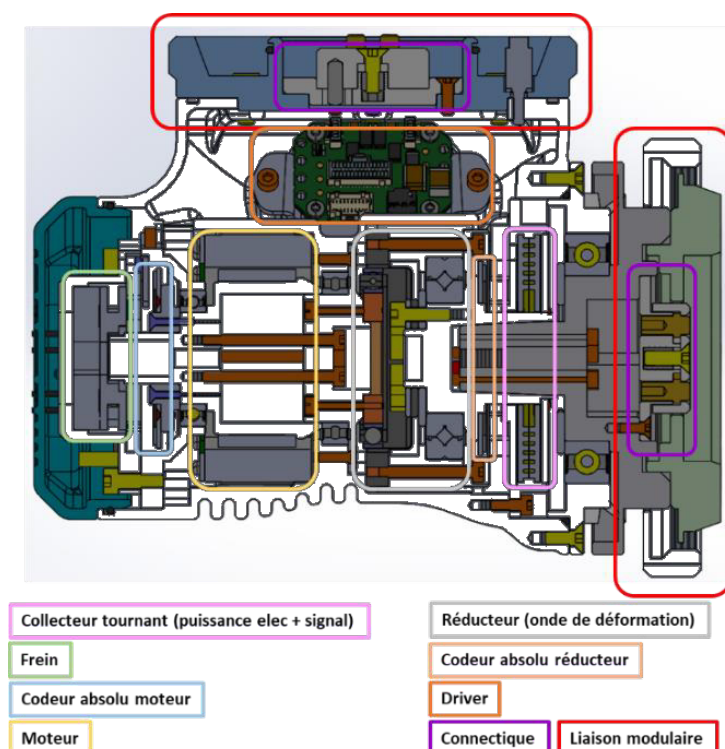 Collecteur tournant (puissance elec + signal)
Réducteur (onde de déformation)
Frein
Codeur absolu réducteur
Codeur absolu moteur
Driver
Moteur
Connectique
Liaison modulaire